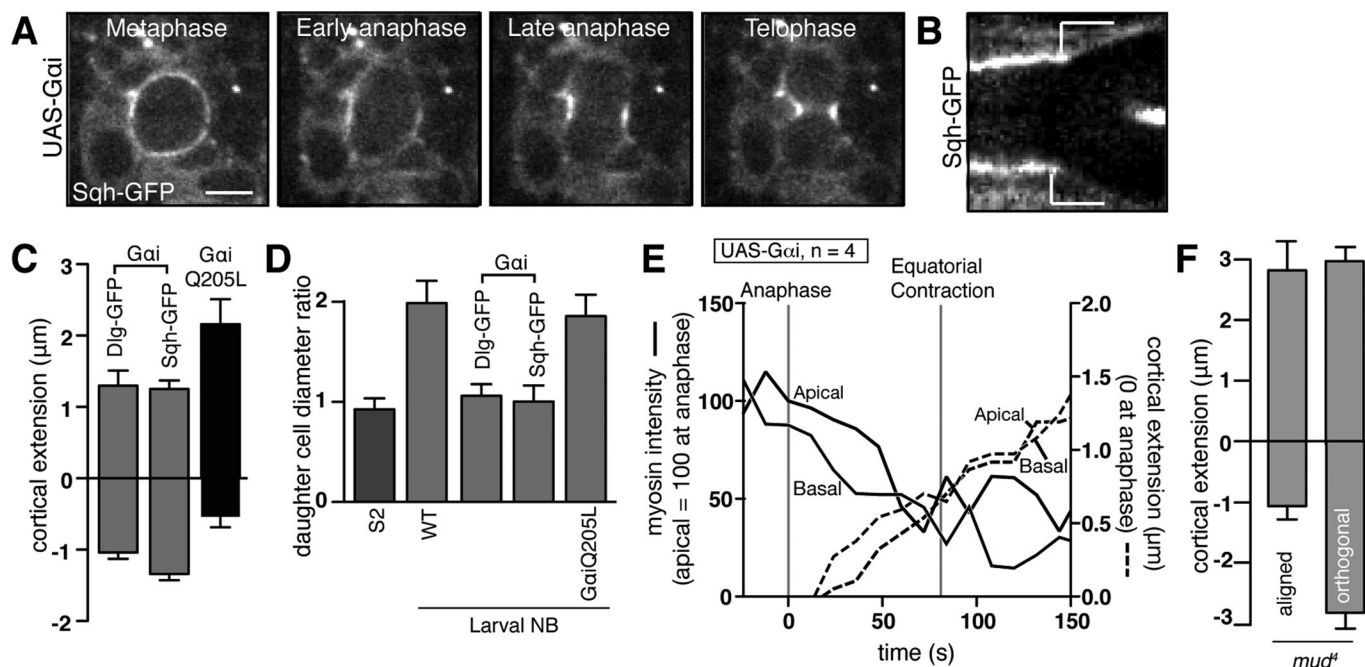 A
UAS-Gαi
Metaphase
Early anaphase
Late anaphase
Telophase
Sqh-GFP
B
Sqh-GFP
C
cortical extension (μm)
3
2
1
0
-1
-2
Gαi
Dlg-GFP
Sqh-GFP
Gαi
Q205L
D
daughter cell diameter ratio
2
1
0
1
2
Gαi
Dlg-GFP
Sqh-GFP
S2
WT
GαiQ205L
Larval NB
E
UAS-Gαi, n = 4
Anaphase
Equatorial
Contraction
myosin intensity
(apical = 100 at anaphase)
150
100
50
0
Apical
Basal
Apical
Basal
2.0
1.5
1.0
0.5
0.0
cortical extension (μm)
(0 at anaphase)
0
50
100
150
time (s)
F
cortical extension (μm)
3
2
1
0
-1
-2
-3
aligned
orthogonal
mud⁴